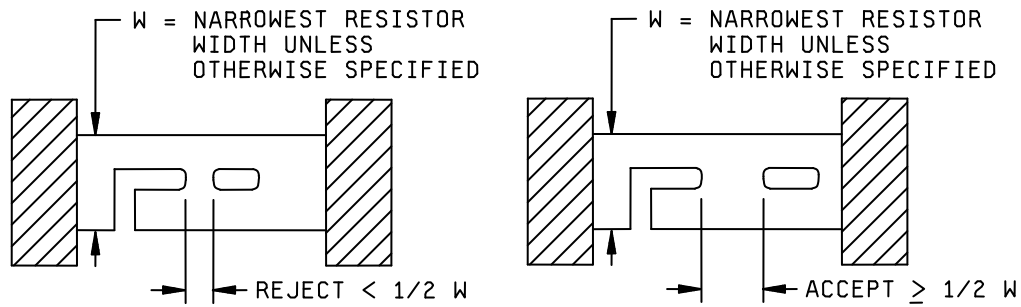 W = NARROWEST RESISTOR
WIDTH UNLESS
OTHERWISE SPECIFIED
REJECT < 1/2 W
W = NARROWEST RESISTOR
WIDTH UNLESS
OTHERWISE SPECIFIED
ACCEPT ≥ 1/2 W